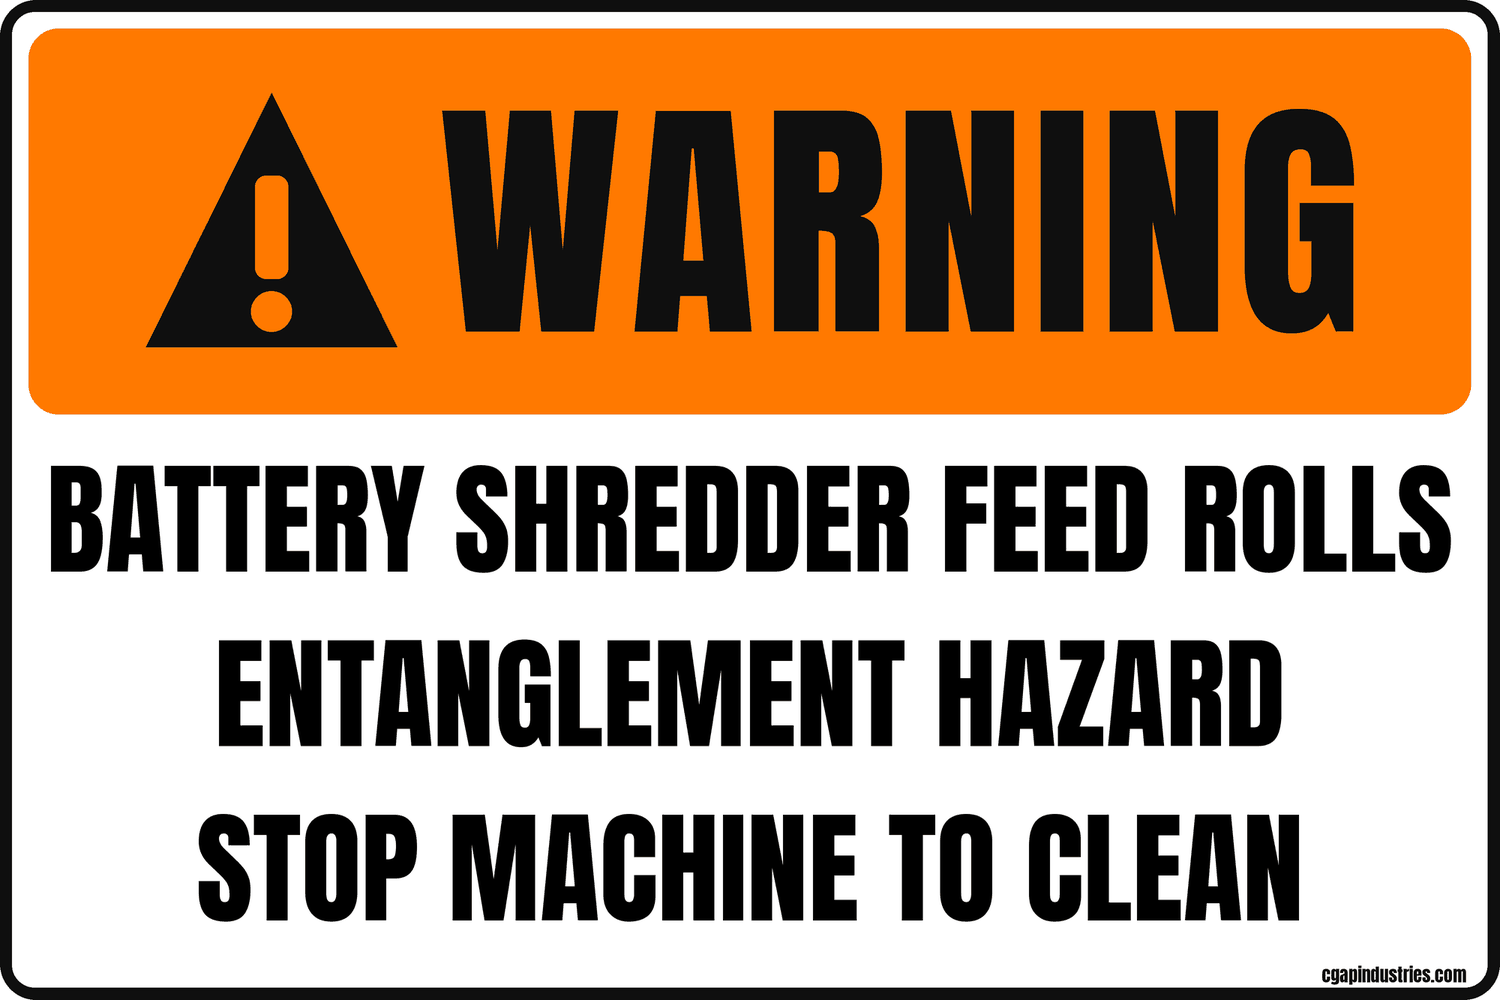 WARNING
BATTERY SHREDDER FEED ROLLS
ENTANGLEMENT HAZARD
STOP MACHINE TO CLEAN
cgapindustries.com